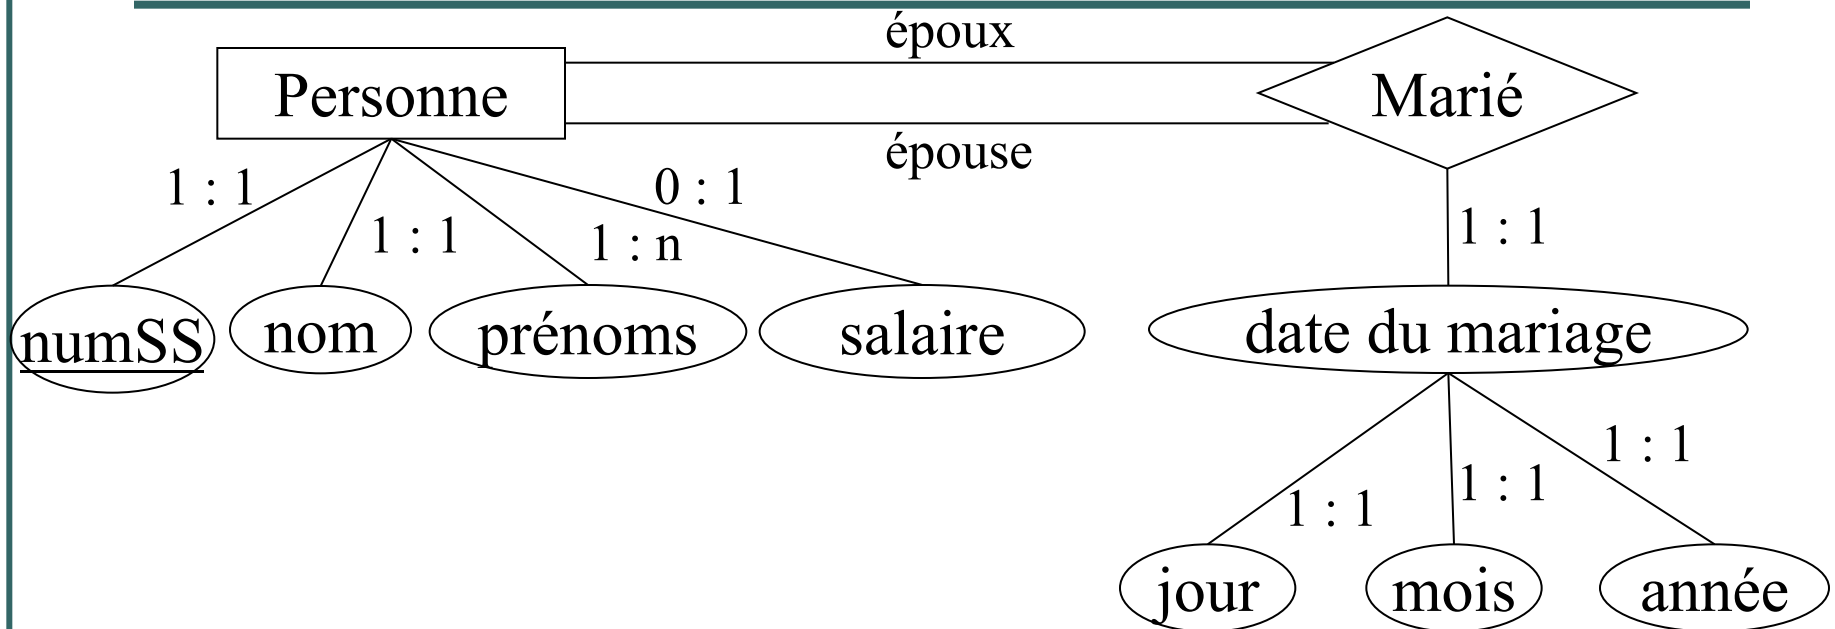 époux
Personne
Marié
épouse
1 : 1
0 : 1
1 : 1
1 : n
1 : 1
numSS
nom
prénoms
salaire
date du mariage
1 : 1
1 : 1
1 : 1
jour
mois
année